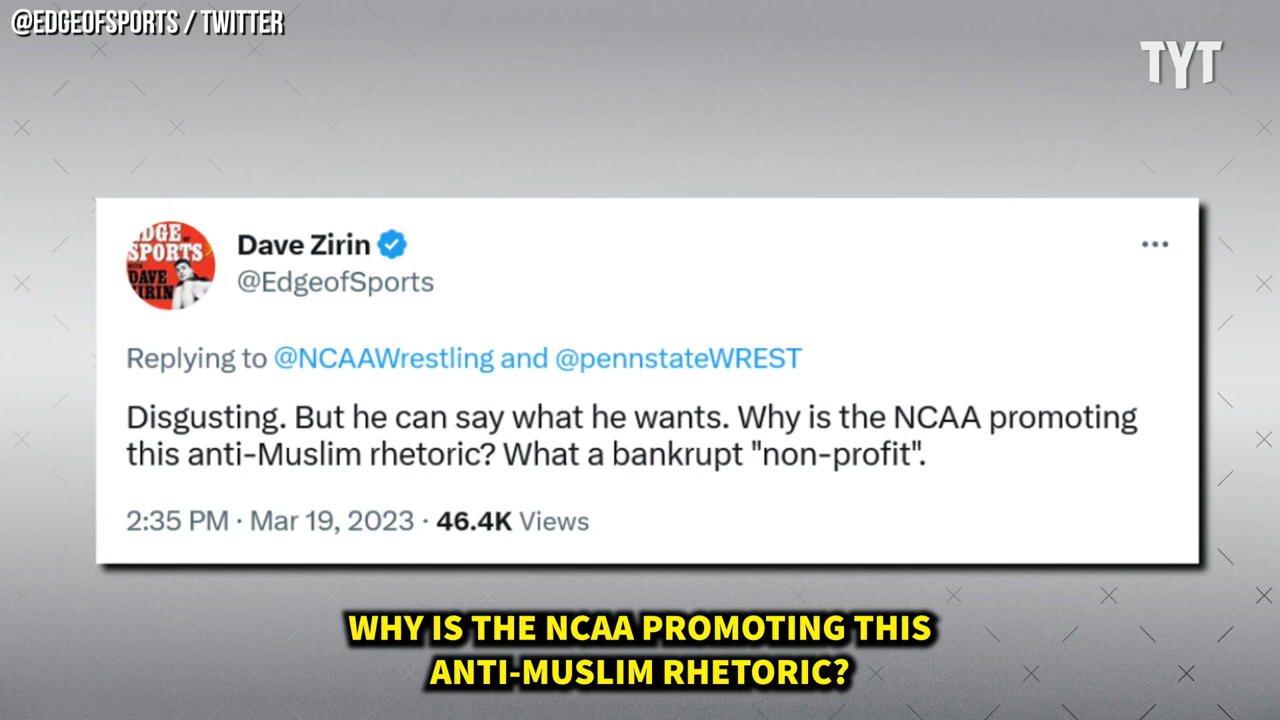 @EDGEOFSPORTS / TWITTER
TYT
EDGE OF
SPORTS
WITH
DAVE
ZIRIN
Dave Zirin
@EdgeofSports
Replying to @NCAAWrestling and @pennstateWREST
Disgusting. But he can say what he wants. Why is the NCAA promoting
this anti-Muslim rhetoric? What a bankrupt "non-profit".
2:35 PM · Mar 19, 2023 · 46.4K Views
WHY IS THE NCAA PROMOTING THIS
ANTI-MUSLIM RHETORIC?